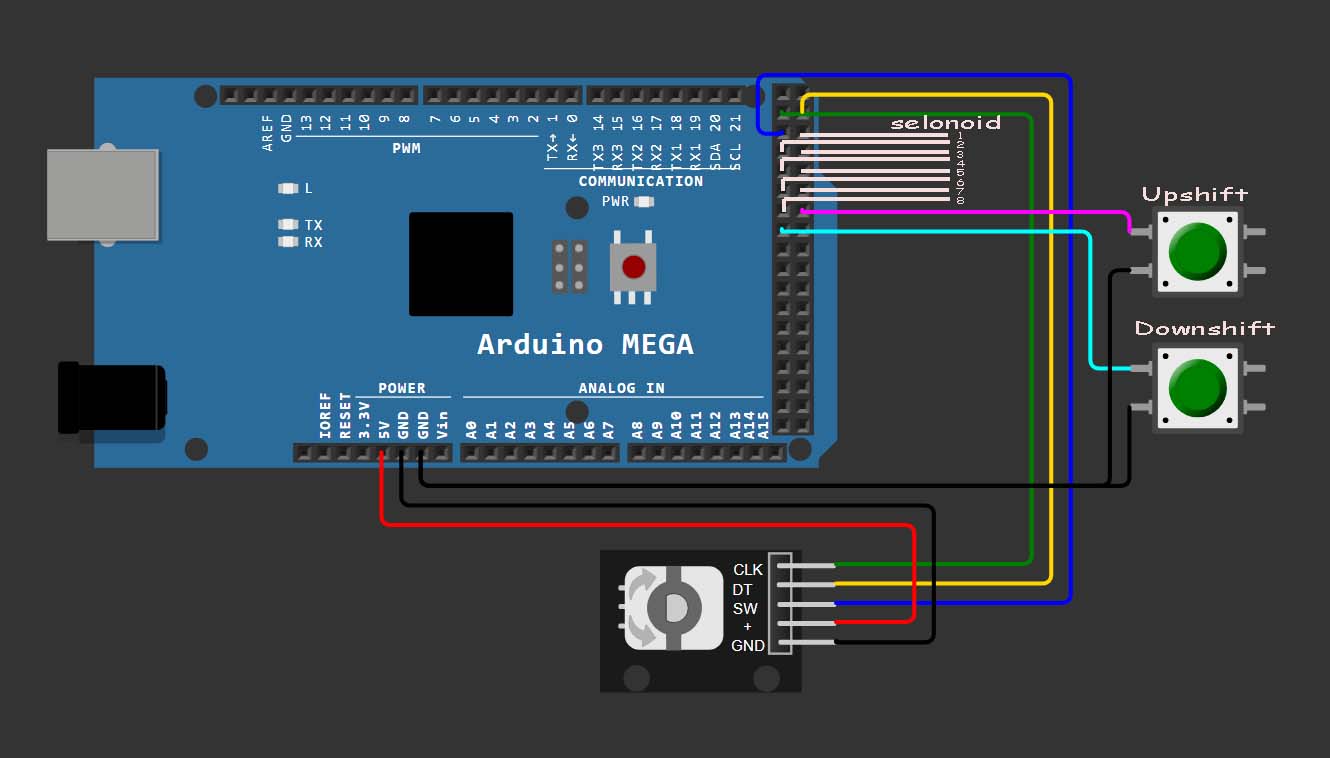 AREF
GND
13
12
11
10
9
8
7
6
5
4
3
2
TX→ 1
RX← 0
TX3 14
RX3 15
TX2 16
RX2 17
TX1 18
RX1 19
SDA 20
SCL 21
PWM
COMMUNICATION
selonoid
1
2
3
4
5
6
7
8
L
TX
RX
PWR
Upshift
Downshift
Arduino MEGA
POWER
ANALOG IN
IOREF
RESET
3.3V
5V
GND
GND
Vin
A0
A1
A2
A3
A4
A5
A6
A7
A8
A9
A10
A11
A12
A13
A14
A15
CLK
DT
SW
+
GND